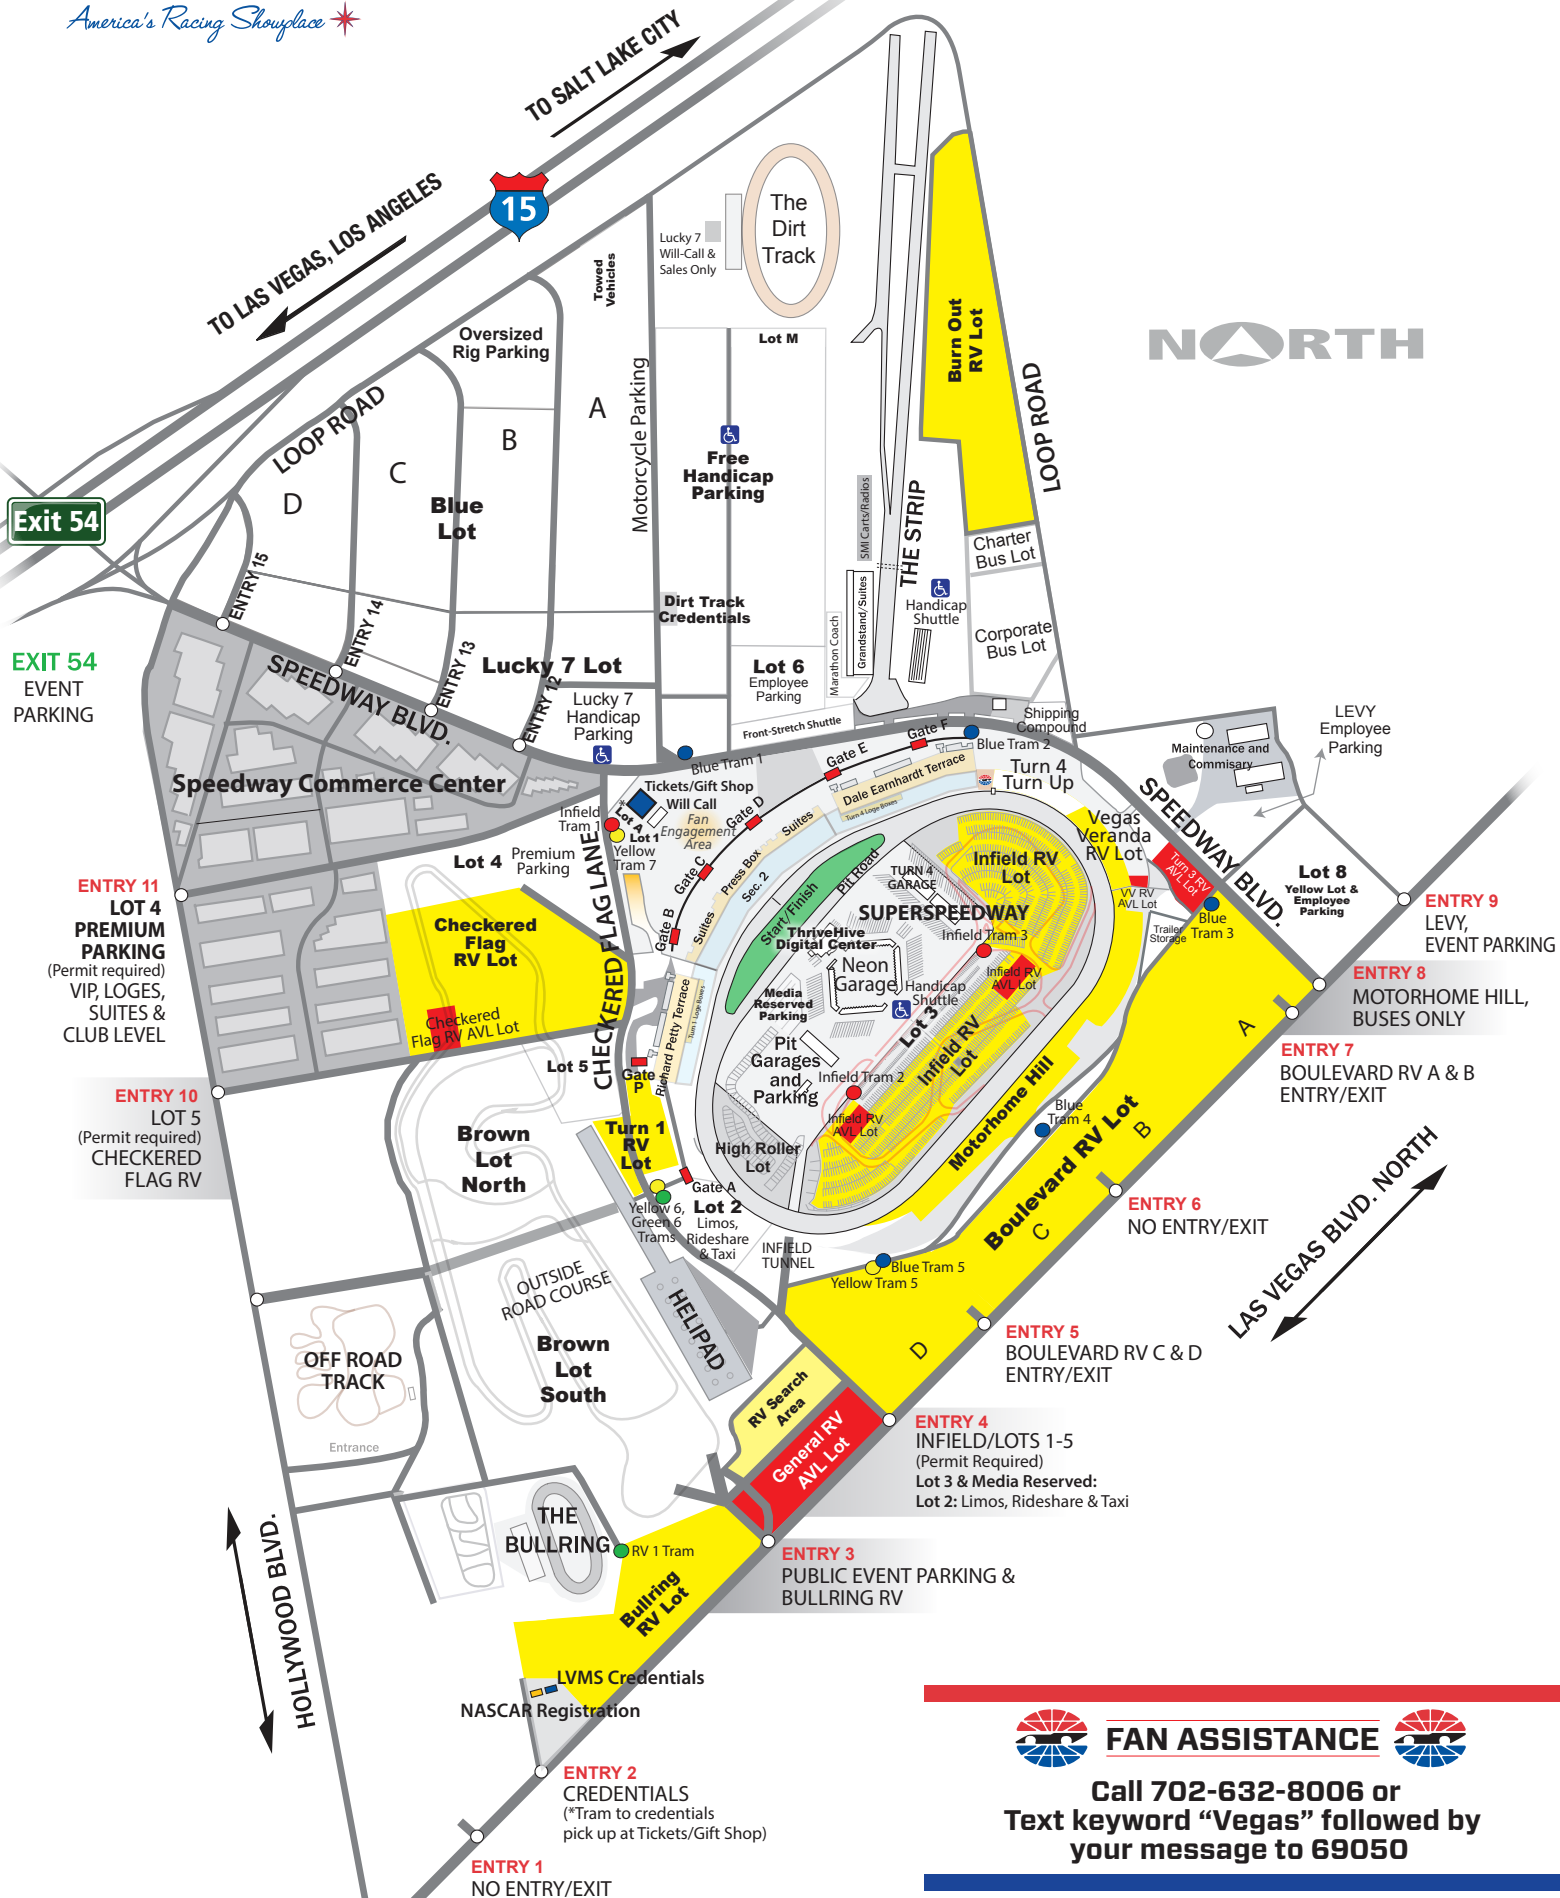 America's Racing Showplace
TO SALT LAKE CITY
TO LAS VEGAS, LOS ANGELES
15
Exit 54
EXIT 54
EVENT
PARKING
NORTH
LOOP ROAD
LOOP ROAD
Oversized
Rig Parking
Towed
Vehicles
A
B
C
D
Blue
Lot
Motorcycle Parking
Lucky 7
Will-Call &
Sales Only
The
Dirt
Track
Lot M
Free
Handicap
Parking
Dirt Track
Credentials
Lot 6
Employee
Parking
Marathon Coach
Grandstand/Suites
SMI Carts/Radios
THE STRIP
Handicap
Shuttle
Burn Out
RV Lot
Charter
Bus Lot
Corporate
Bus Lot
Shipping
Compound
Front-Stretch Shuttle
ENTRY 15
ENTRY 14
ENTRY 13
ENTRY 12
SPEEDWAY BLVD.
Lucky 7 Lot
Lucky 7
Handicap
Parking
Speedway Commerce Center
Blue Tram 1
Tickets/Gift Shop
Will Call
*
Lot A
Lot 1
Fan
Engagement
Area
Infield
Tram 1
Yellow
Tram 7
Gate B
Gate C
Gate D
Gate E
Gate F
Blue Tram 2
Suites
Press Box
Sec. 2
Suites
Dale Earnhardt Terrace
Turn 4 Loge Boxes
Turn 4
Turn Up
Maintenance and
Commisary
LEVY
Employee
Parking
SPEEDWAY BLVD.
Vegas
Veranda
RV Lot
Turn 3 RV
AVL Lot
VV RV
AVL Lot
Trailer
Storage
Blue
Tram 3
Lot 8
Yellow Lot &
Employee
Parking
ENTRY 9
LEVY,
EVENT PARKING
ENTRY 8
MOTORHOME HILL,
BUSES ONLY
ENTRY 7
BOULEVARD RV A & B
ENTRY/EXIT
ENTRY 6
NO ENTRY/EXIT
LAS VEGAS BLVD. NORTH
ENTRY 5
BOULEVARD RV C & D
ENTRY/EXIT
ENTRY 4
INFIELD/LOTS 1-5
(Permit Required)
Lot 3 & Media Reserved:
Lot 2: Limos, Rideshare & Taxi
ENTRY 3
PUBLIC EVENT PARKING &
BULLRING RV
ENTRY 2
CREDENTIALS
(*Tram to credentials
pick up at Tickets/Gift Shop)
ENTRY 1
NO ENTRY/EXIT
ENTRY 11
LOT 4
PREMIUM
PARKING
(Permit required)
VIP, LOGES,
SUITES &
CLUB LEVEL
ENTRY 10
LOT 5
(Permit required)
CHECKERED
FLAG RV
Lot 4
Premium
Parking
Checkered
Flag
RV Lot
Checkered
Flag RV AVL Lot
CHECKERED FLAG LANE
Lot 5
Gate
P
Richard Petty Terrace
Turn 1 Loge Boxes
Turn 1
RV
Lot
Gate A
Yellow 6,
Green 6
Trams
Lot 2
Limos,
Rideshare
& Taxi
INFIELD
TUNNEL
Start/Finish
Pit Road
TURN 4
GARAGE
Infield RV
Lot
SUPERSPEEDWAY
Infield Tram 3
ThriveHive
Digital Center
Neon
Garage
Handicap
Shuttle
Infield RV
AVL Lot
Media
Reserved
Parking
Lot 3
Infield RV
Lot
Pit
Garages
and
Parking
Infield Tram 2
Infield RV
AVL Lot
High Roller
Lot
Motorhome Hill
Blue
Tram 4
Boulevard RV Lot
A
B
C
D
Blue Tram 5
Yellow Tram 5
Brown
Lot
North
OUTSIDE
ROAD COURSE
HELIPAD
Brown
Lot
South
OFF ROAD
TRACK
Entrance
RV Search
Area
General RV
AVL Lot
THE
BULLRING
RV 1 Tram
Bullring
RV Lot
LVMS Credentials
NASCAR Registration
HOLLYWOOD BLVD.
FAN ASSISTANCE
Call 702-632-8006 or
Text keyword “Vegas” followed by
your message to 69050